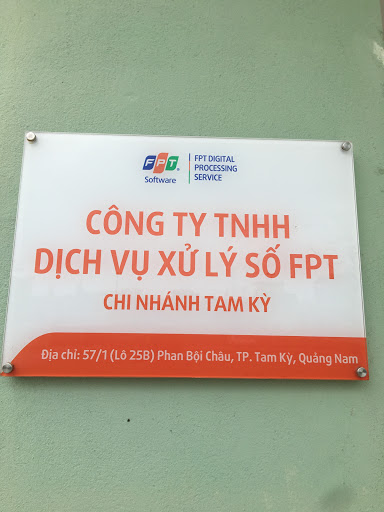 FPT
Software
FPT DIGITAL
PROCESSING
SERVICE
CÔNG TY TNHH
DỊCH VỤ XỬ LÝ SỐ FPT
CHI NHÁNH TAM KỲ
Địa chỉ: 57/1 (Lô 25B) Phan Bội Châu, TP. Tam Kỳ, Quảng Nam